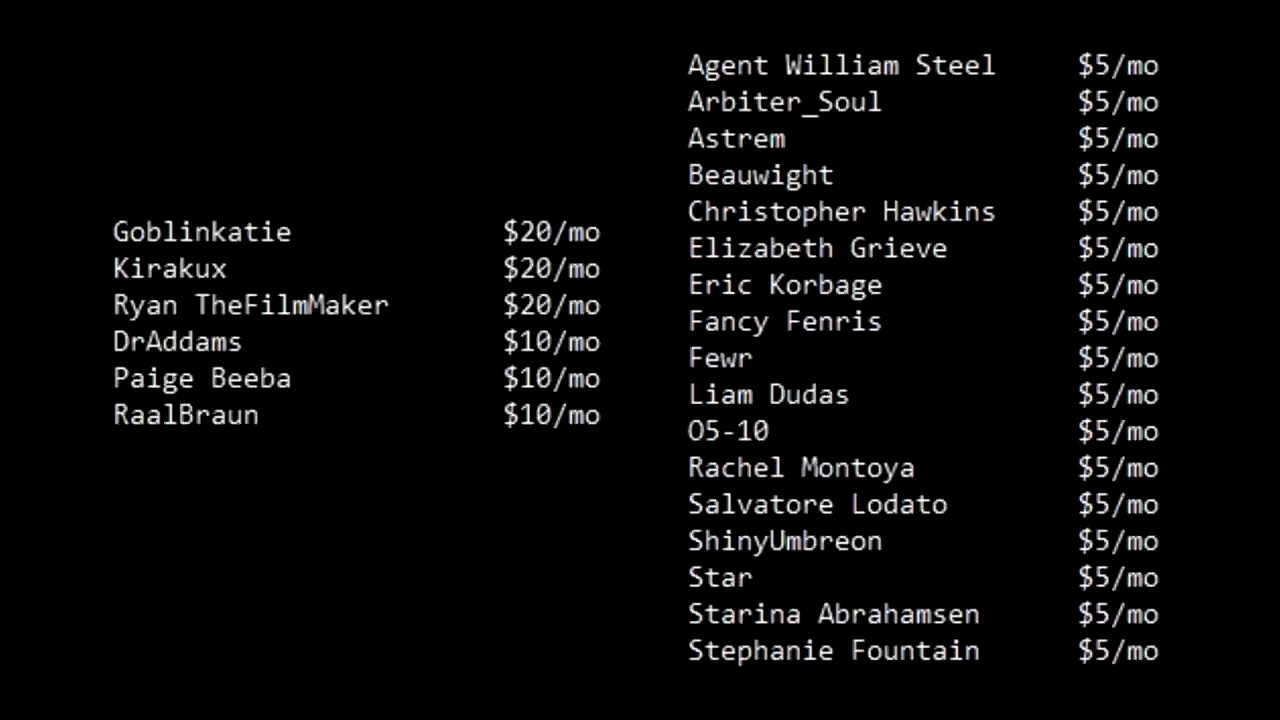 Goblinkatie $20/mo
Kirakux $20/mo
Ryan TheFilmMaker $20/mo
DrAddams $10/mo
Paige Beeba $10/mo
RaalBraun $10/mo
Agent William Steel $5/mo
Arbiter_Soul $5/mo
Astrem $5/mo
Beauwight $5/mo
Christopher Hawkins $5/mo
Elizabeth Grieve $5/mo
Eric Korbage $5/mo
Fancy Fenris $5/mo
Fewr $5/mo
Liam Dudas $5/mo
O5-10 $5/mo
Rachel Montoya $5/mo
Salvatore Lodato $5/mo
ShinyUmbreon $5/mo
Star $5/mo
Starina Abrahamsen $5/mo
Stephanie Fountain $5/mo